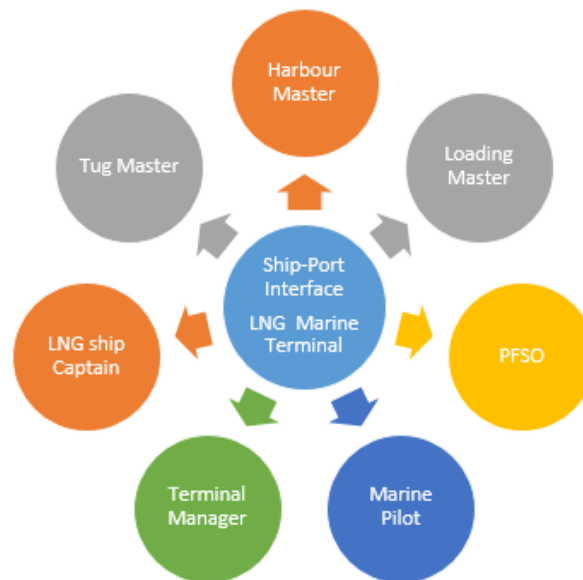 Harbour
Master
Tug Master
Loading
Master
Ship-Port
Interface
LNG Marine
Terminal
LNG ship
Captain
PFSO
Terminal
Manager
Marine
Pilot